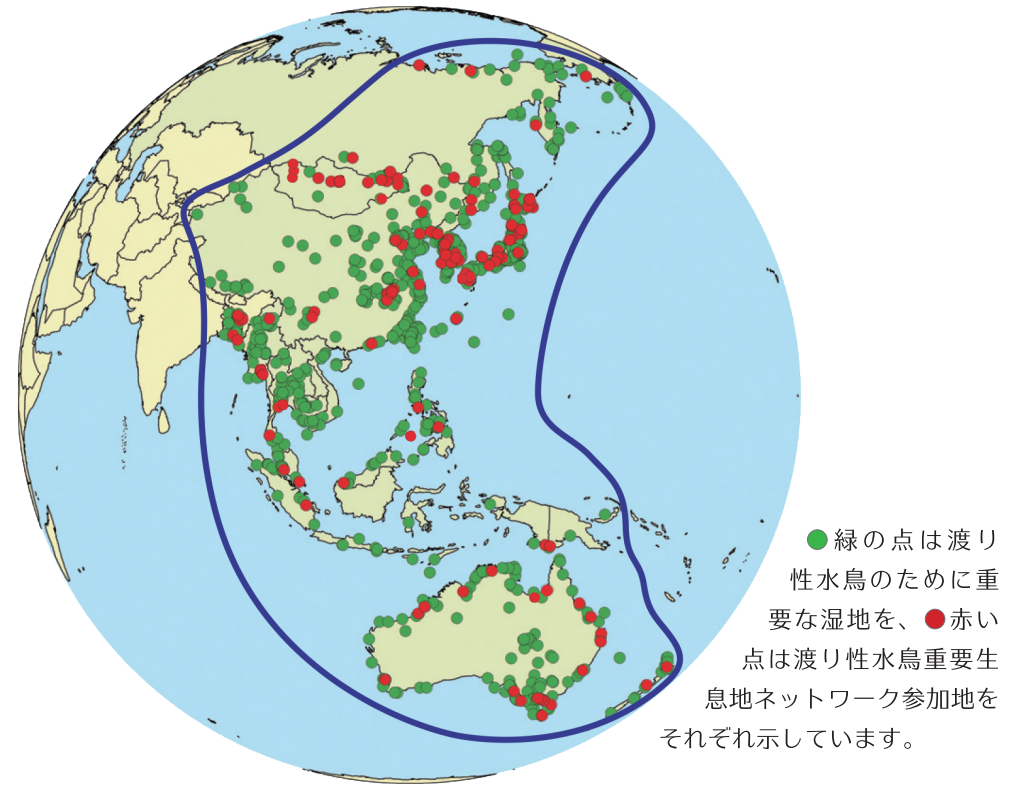 ●緑の点は渡り
性水鳥のために重
要な湿地を、●赤い
点は渡り性水鳥重要生
息地ネットワーク参加地を
それぞれ示しています。